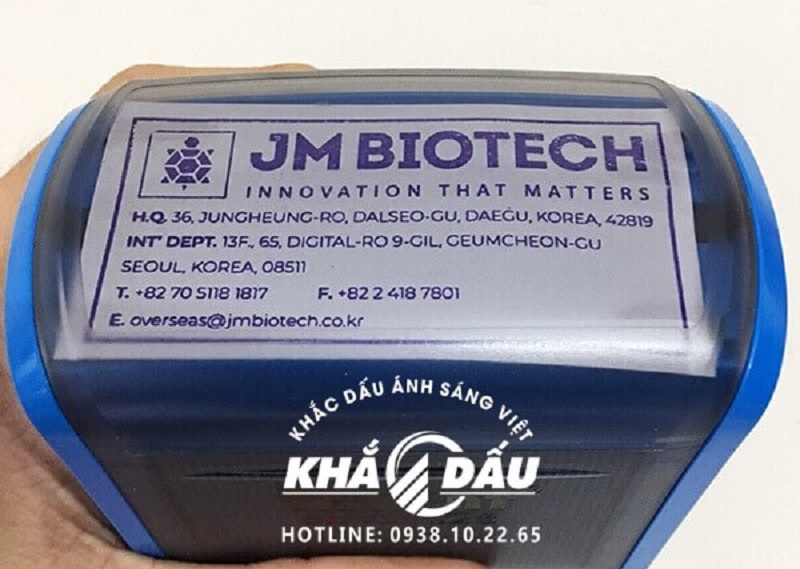 JM BIOTECH
INNOVATION THAT MATTERS
H.Q. 36, JUNGHEUNG-RO, DALSEO-GU, DAEGU, KOREA, 42819
INT' DEPT. 13F., 65, DIGITAL-RO 9-GIL, GEUMCHEON-GU
SEOUL, KOREA, 08511
T. +82 70 5118 1817 F. +82 2 418 7801
E. overseas@jmbiotech.co.kr
KHẮC DẤU ÁNH SÁNG VIỆT
KHẮC DẤU
HOTLINE: 0938.10.22.65